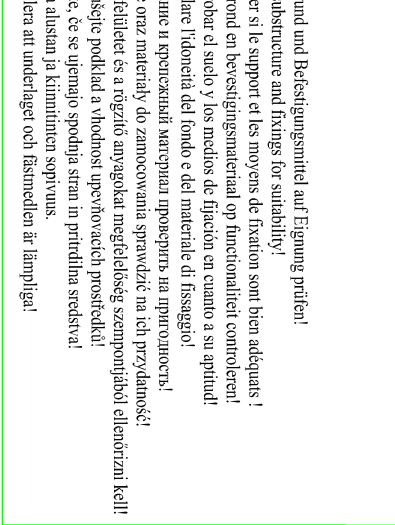 rund und Befestigungsmittel auf Eignung prüfen!
substructure and fixings for suitability!
er si le support et les moyens de fixation sont bien adéquats !
rond en bevestigingsmateriaal op functionaliteit controleren!
obar el suelo y los medios de fijación en cuanto a su aptitud!
lare l'idoneità del fondo e del materiale di fissaggio!
ние и крепежный материал проверить на пригодность!
e oraz materiały do zamocowania sprawdzić na ich przydatność!
felületet és a rögzítő anyagokat megfelelőség szempontjából ellenőrizni kell!
ušejte podklad a vhodnost upevňovacích prostředků!
e, če se ujemajo spodnja stran in pritrdilna sredstva!
a alustan ja kiinnitinten sopivuus.
lera att underlaget och fästmedlen är lämpliga!